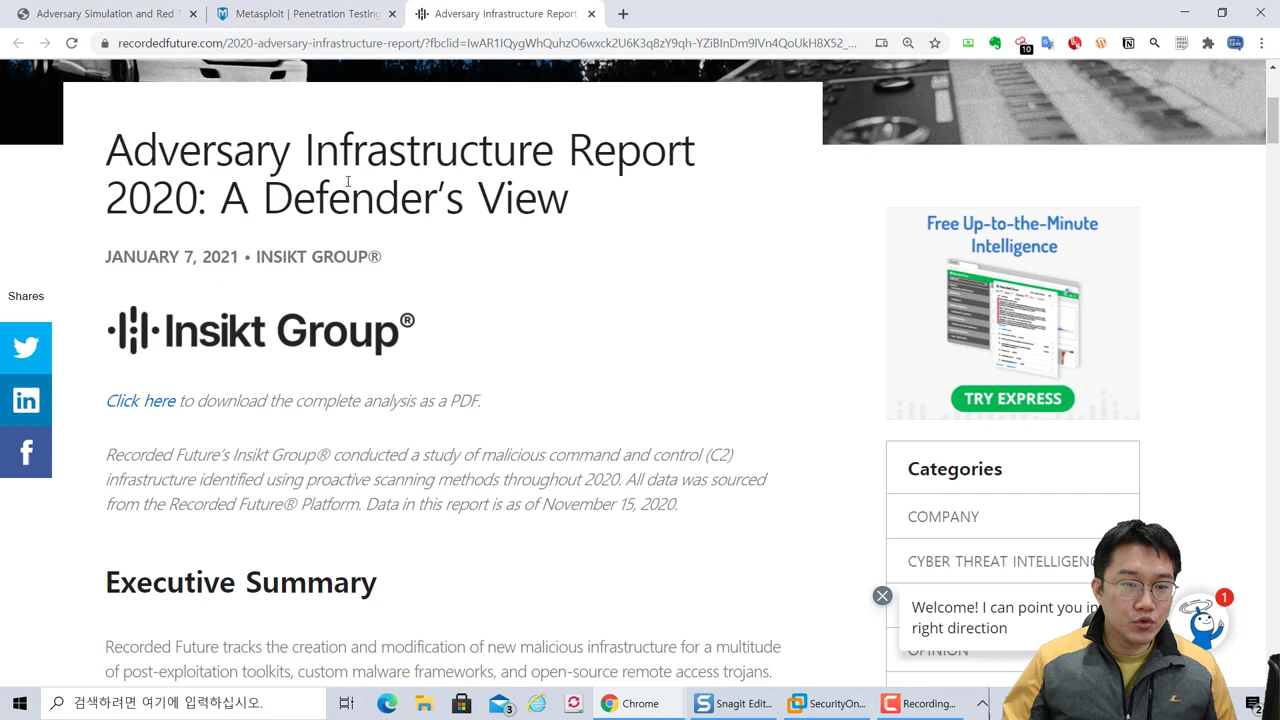 Adversary Simulation and Red T
Metasploit | Penetration Testing
Adversary Infrastructure Report
recordedfuture.com/2020-adversary-infrastructure-report/?fbclid=IwAR1IQygWhQuhzO6wxck2U6K3q8zY9qh-YZiBInDm9IVn4QoUkH8X52_...
10
Adversary Infrastructure Report
2020: A Defender's View
JANUARY 7, 2021 • INSIKT GROUP®
Shares
Insikt Group®
Click here to download the complete analysis as a PDF.
Recorded Future's Insikt Group® conducted a study of malicious command and control (C2)
infrastructure identified using proactive scanning methods throughout 2020. All data was sourced
from the Recorded Future® Platform. Data in this report is as of November 15, 2020.
Executive Summary
Recorded Future tracks the creation and modification of new malicious infrastructure for a multitude
of post-exploitation toolkits, custom malware frameworks, and open-source remote access trojans.
Free Up-to-the-Minute
Intelligence
TRY EXPRESS
Categories
COMPANY
CYBER THREAT INTELLIGENC
OPINION
Welcome! I can point you in
right direction
1
검색하려면 여기에 입력하십시오.
3
Chrome
Snagit Edit...
SecurityOn...
Recording...
2